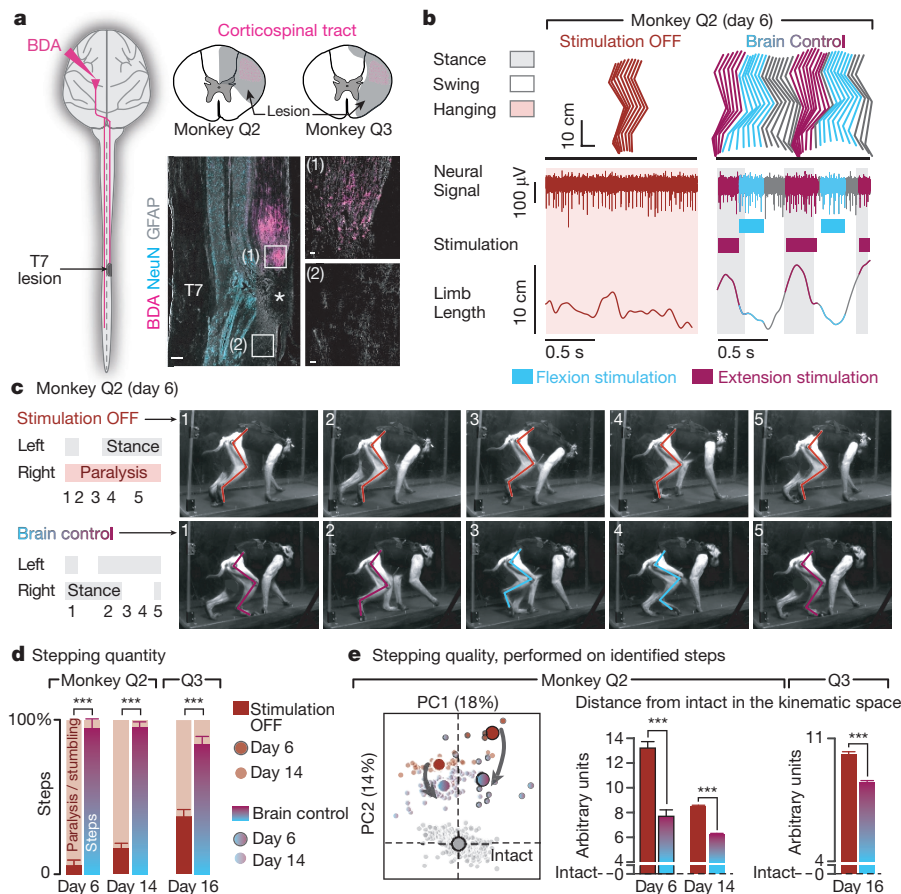 a
BDA
T7
lesion
Corticospinal tract
Lesion
Monkey Q2
Monkey Q3
BDA NeuN GFAP
T7
(1)
*
(2)
(1)
(2)
b
Monkey Q2 (day 6)
Stimulation OFF
Brain Control
Stance
Swing
Hanging
10 cm
Neural
Signal
100 µV
Stimulation
Limb
Length
10 cm
0.5 s
0.5 s
Flexion stimulation
Extension stimulation
c Monkey Q2 (day 6)
Stimulation OFF
Left
Stance
Right
Paralysis
1 2 3 4 5
1
2
3
4
5
Brain control
Left
Right
Stance
1 2 3 4 5
1
2
3
4
5
d Stepping quantity
Monkey Q2
Q3
***
***
***
100%
Steps
0
Paralysis / stumbling
Steps
Day 6
Day 14
Day 16
Stimulation
OFF
Day 6
Day 14
Brain control
Day 6
Day 14
e Stepping quality, performed on identified steps
Monkey Q2
Q3
PC1 (18%)
PC2 (14%)
Intact
Distance from intact in the kinematic space
Arbitrary units
14
12
10
8
6
4
Intact
0
***
***
Day 6
Day 14
Arbitrary units
11
4
Intact
0
***
Day 16